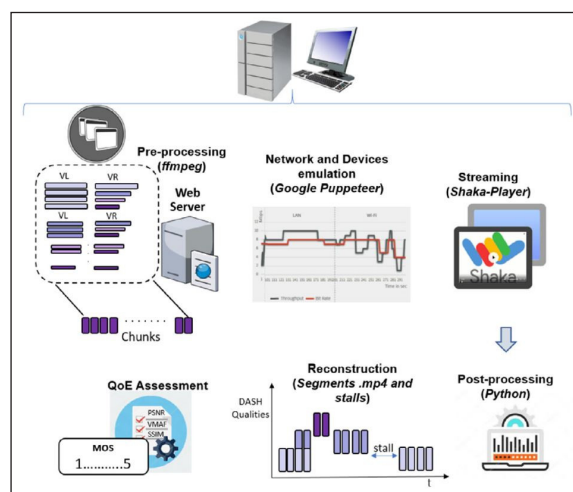 Pre-processing
(ffmpeg)
VL VR
VL VR
Web
Server
Chunks
Network and Devices
emulation
(Google Puppeteer)
LAN
Wi-Fi
Time in sec
Throughput
Bit Rate
Streaming
(Shaka-Player)
Shaka
QoE Assessment
PSNR
VMAF
SSIM
MOS
1...........5
Reconstruction
(Segments .mp4 and
stalls)
DASH
Qualities
stall
t
Post-processing
(Python)